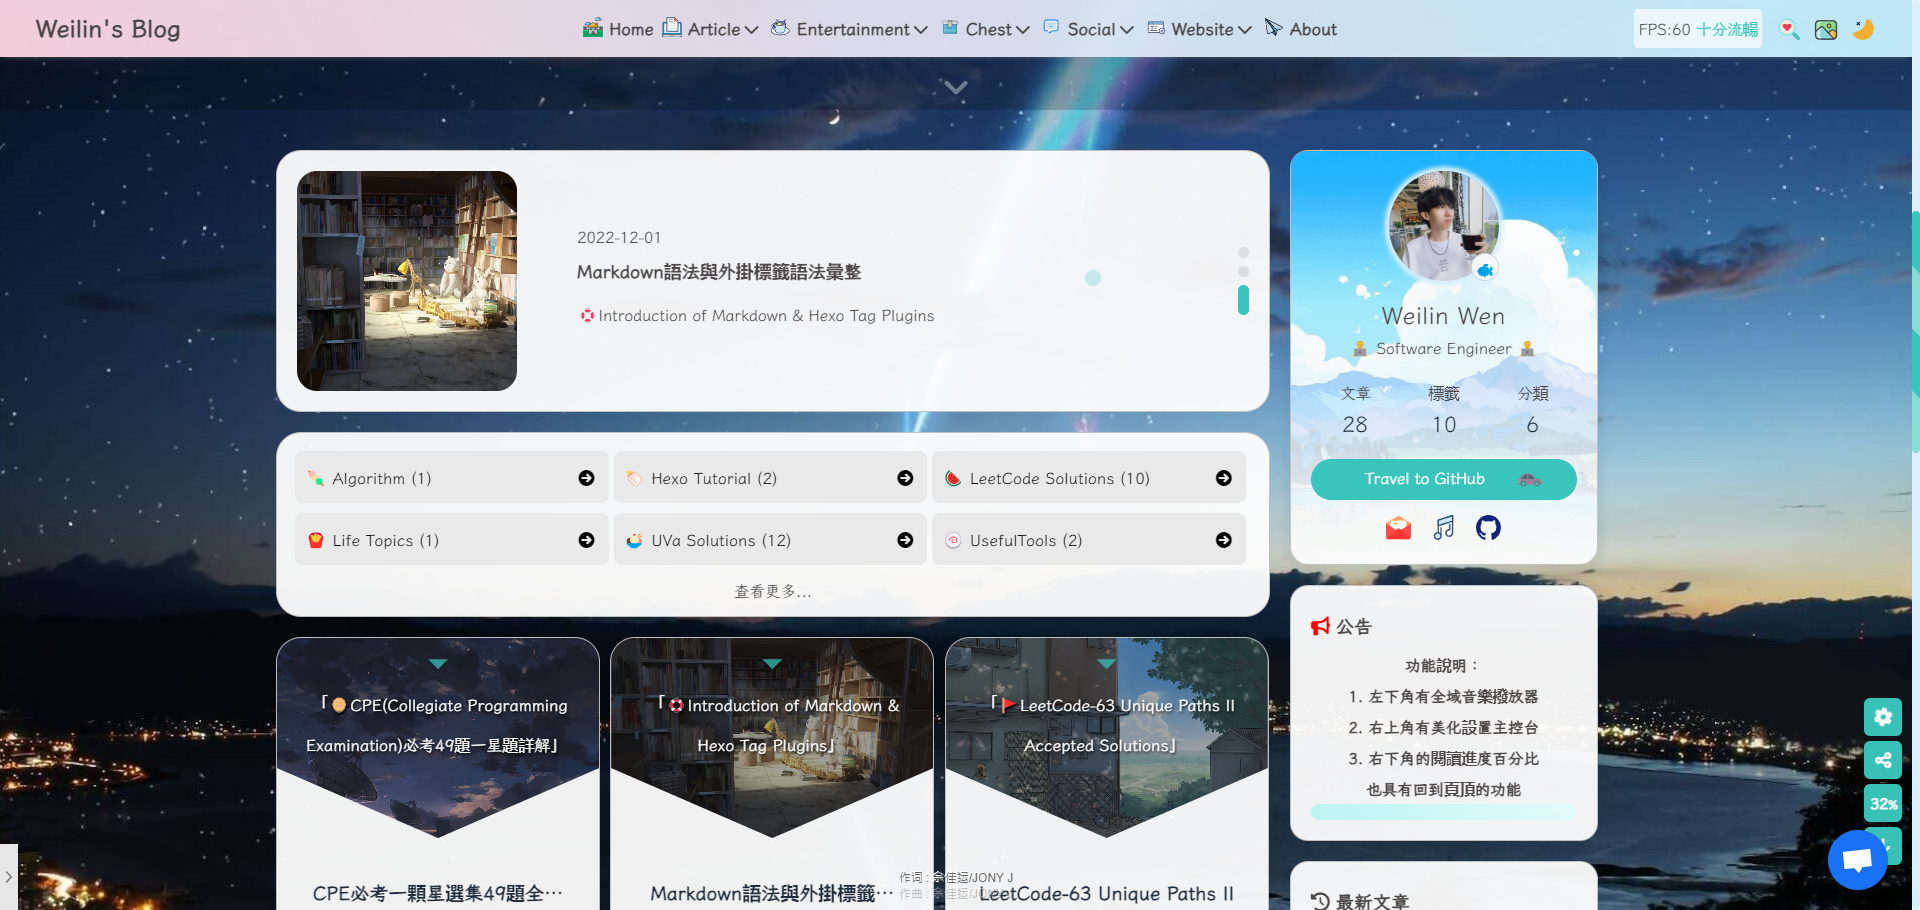 Weilin's Blog
Home
Article
Entertainment
Chest
Social
Website
About
FPS:60 十分流暢
2022-12-01
Markdown語法與外掛標籤語法彙整
Introduction of Markdown & Hexo Tag Plugins
Algorithm (1)
Hexo Tutorial (2)
LeetCode Solutions (10)
Life Topics (1)
UVa Solutions (12)
UsefulTools (2)
查看更多...
「CPE(Collegiate Programming
Examination)必考49題一星題詳解」
「Introduction of Markdown &
Hexo Tag Plugins」
「LeetCode-63 Unique Paths II
Accepted Solutions」
CPE必考一顆星選集49題全…
Markdown語法與外掛標籤…
LeetCode-63 Unique Paths II
作词 : 佘佳运/JONY J
作曲 : 佘佳运/JONY J
Weilin Wen
Software Engineer
文章
標籤
分類
28
10
6
Travel to GitHub
公告
功能說明：
1. 左下角有全域音樂撥放器
2. 右上角有美化設置主控台
3. 右下角的閱讀進度百分比
也具有回到頁頂的功能
最新文章
32%